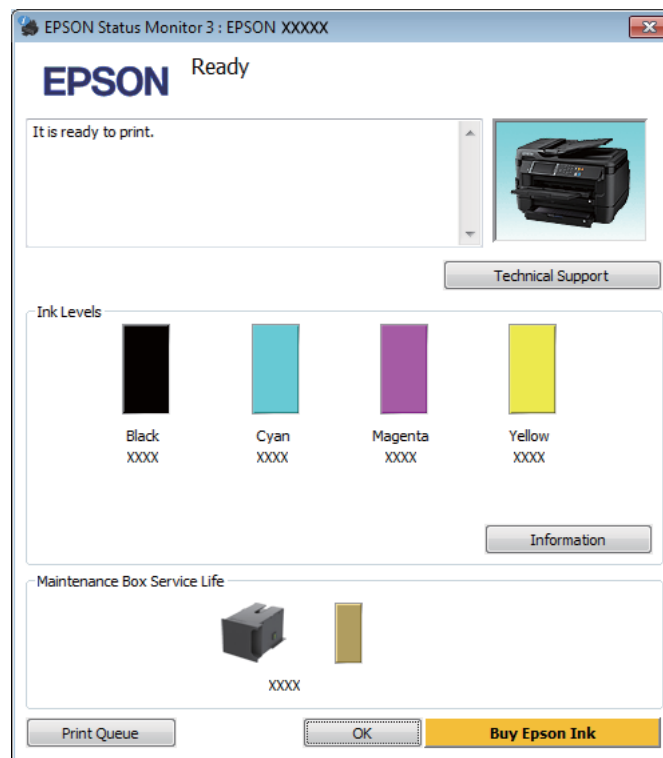 EPSON Status Monitor 3 : EPSON XXXXX
EPSON
Ready
It is ready to print.
Technical Support
Ink Levels
Black Cyan Magenta Yellow
XXXX XXXX XXXX XXXX
Information
Maintenance Box Service Life
XXXX
Print Queue OK Buy Epson Ink